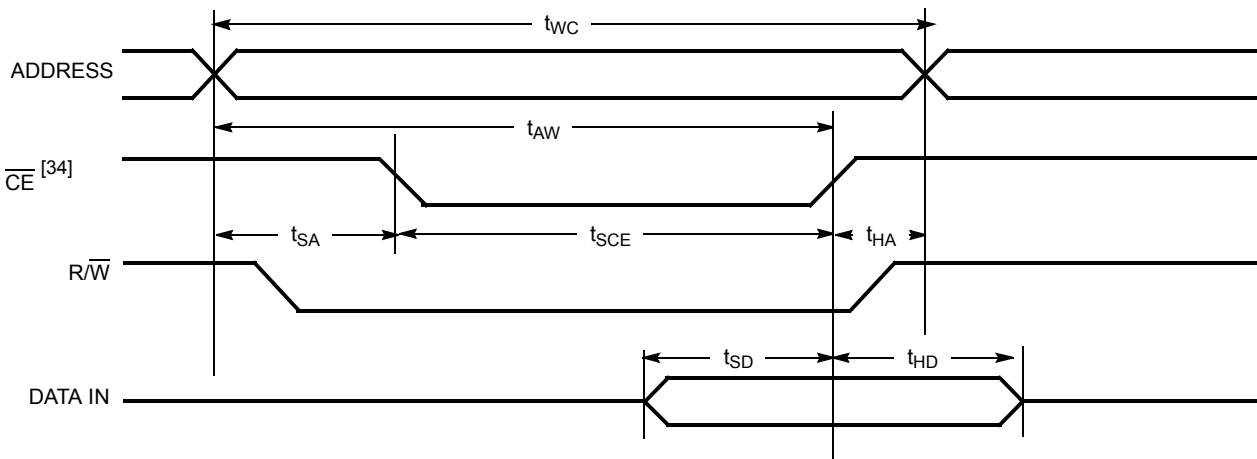 tWC
ADDRESS
tAW
CE [34]
tSA tSCE tHA
R/W
tSD tHD
DATA IN